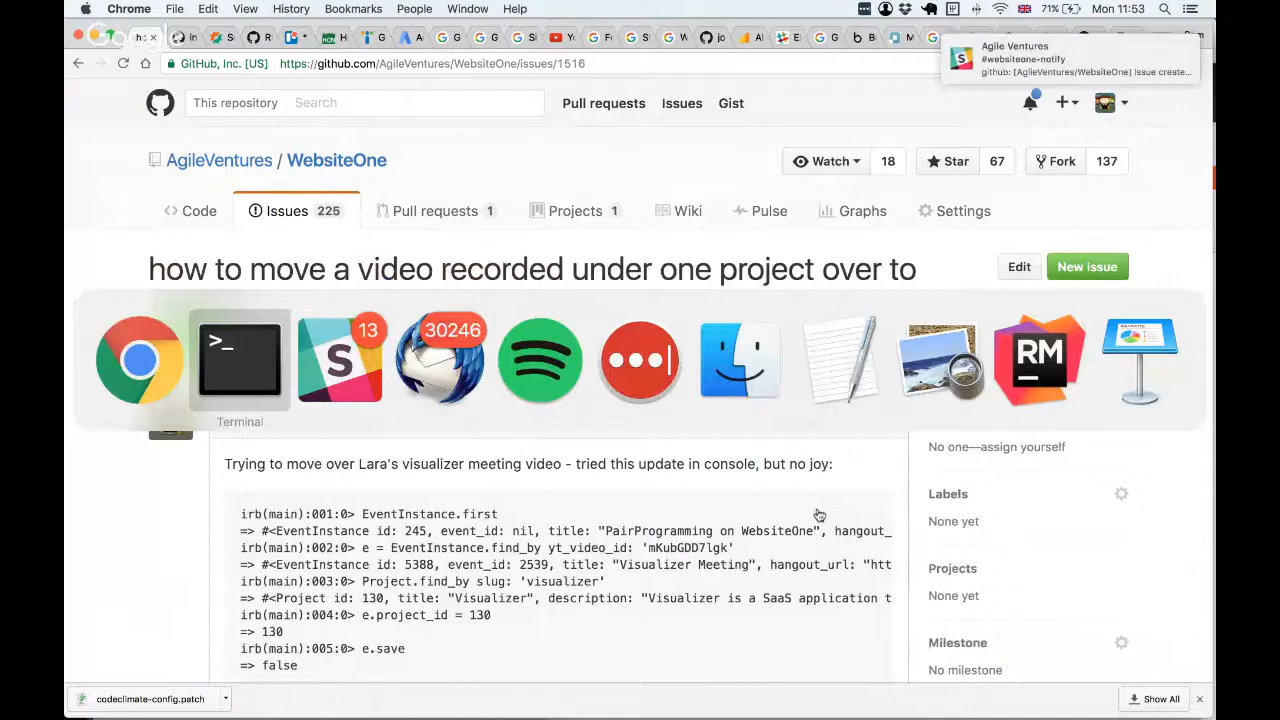 Chrome File Edit View History Bookmarks People Window Help 71% Mon 11:53
GitHub, Inc. [US] https://github.com/AgileVentures/WebsiteOne/issues/1516
Agile Ventures
#websiteone-notify
github: [AgileVentures/WebsiteOne] Issue create...
This repository Search Pull requests Issues Gist
AgileVentures / WebsiteOne Watch 18 Star 67 Fork 137
Code Issues 225 Pull requests 1 Projects 1 Wiki Pulse Graphs Settings
how to move a video recorded under one project over to Edit New issue
13 30246
>_ S RM
Terminal
No one—assign yourself
Trying to move over Lara's visualizer meeting video - tried this update in console, but no joy:
Labels
None yet
irb(main):001:0> EventInstance.first
=> #<EventInstance id: 245, event_id: nil, title: "PairProgramming on WebsiteOne", hangout_
irb(main):002:0> e = EventInstance.find_by yt_video_id: 'mKubGDD7lgk'
=> #<EventInstance id: 5388, event_id: 2539, title: "Visualizer Meeting", hangout_url: "htt
irb(main):003:0> Project.find_by slug: 'visualizer'
=> #<Project id: 130, title: "Visualizer", description: "Visualizer is a SaaS application t
irb(main):004:0> e.project_id = 130
=> 130
irb(main):005:0> e.save
=> false
Projects
None yet
Milestone
No milestone
codeclimate-config.patch Show All